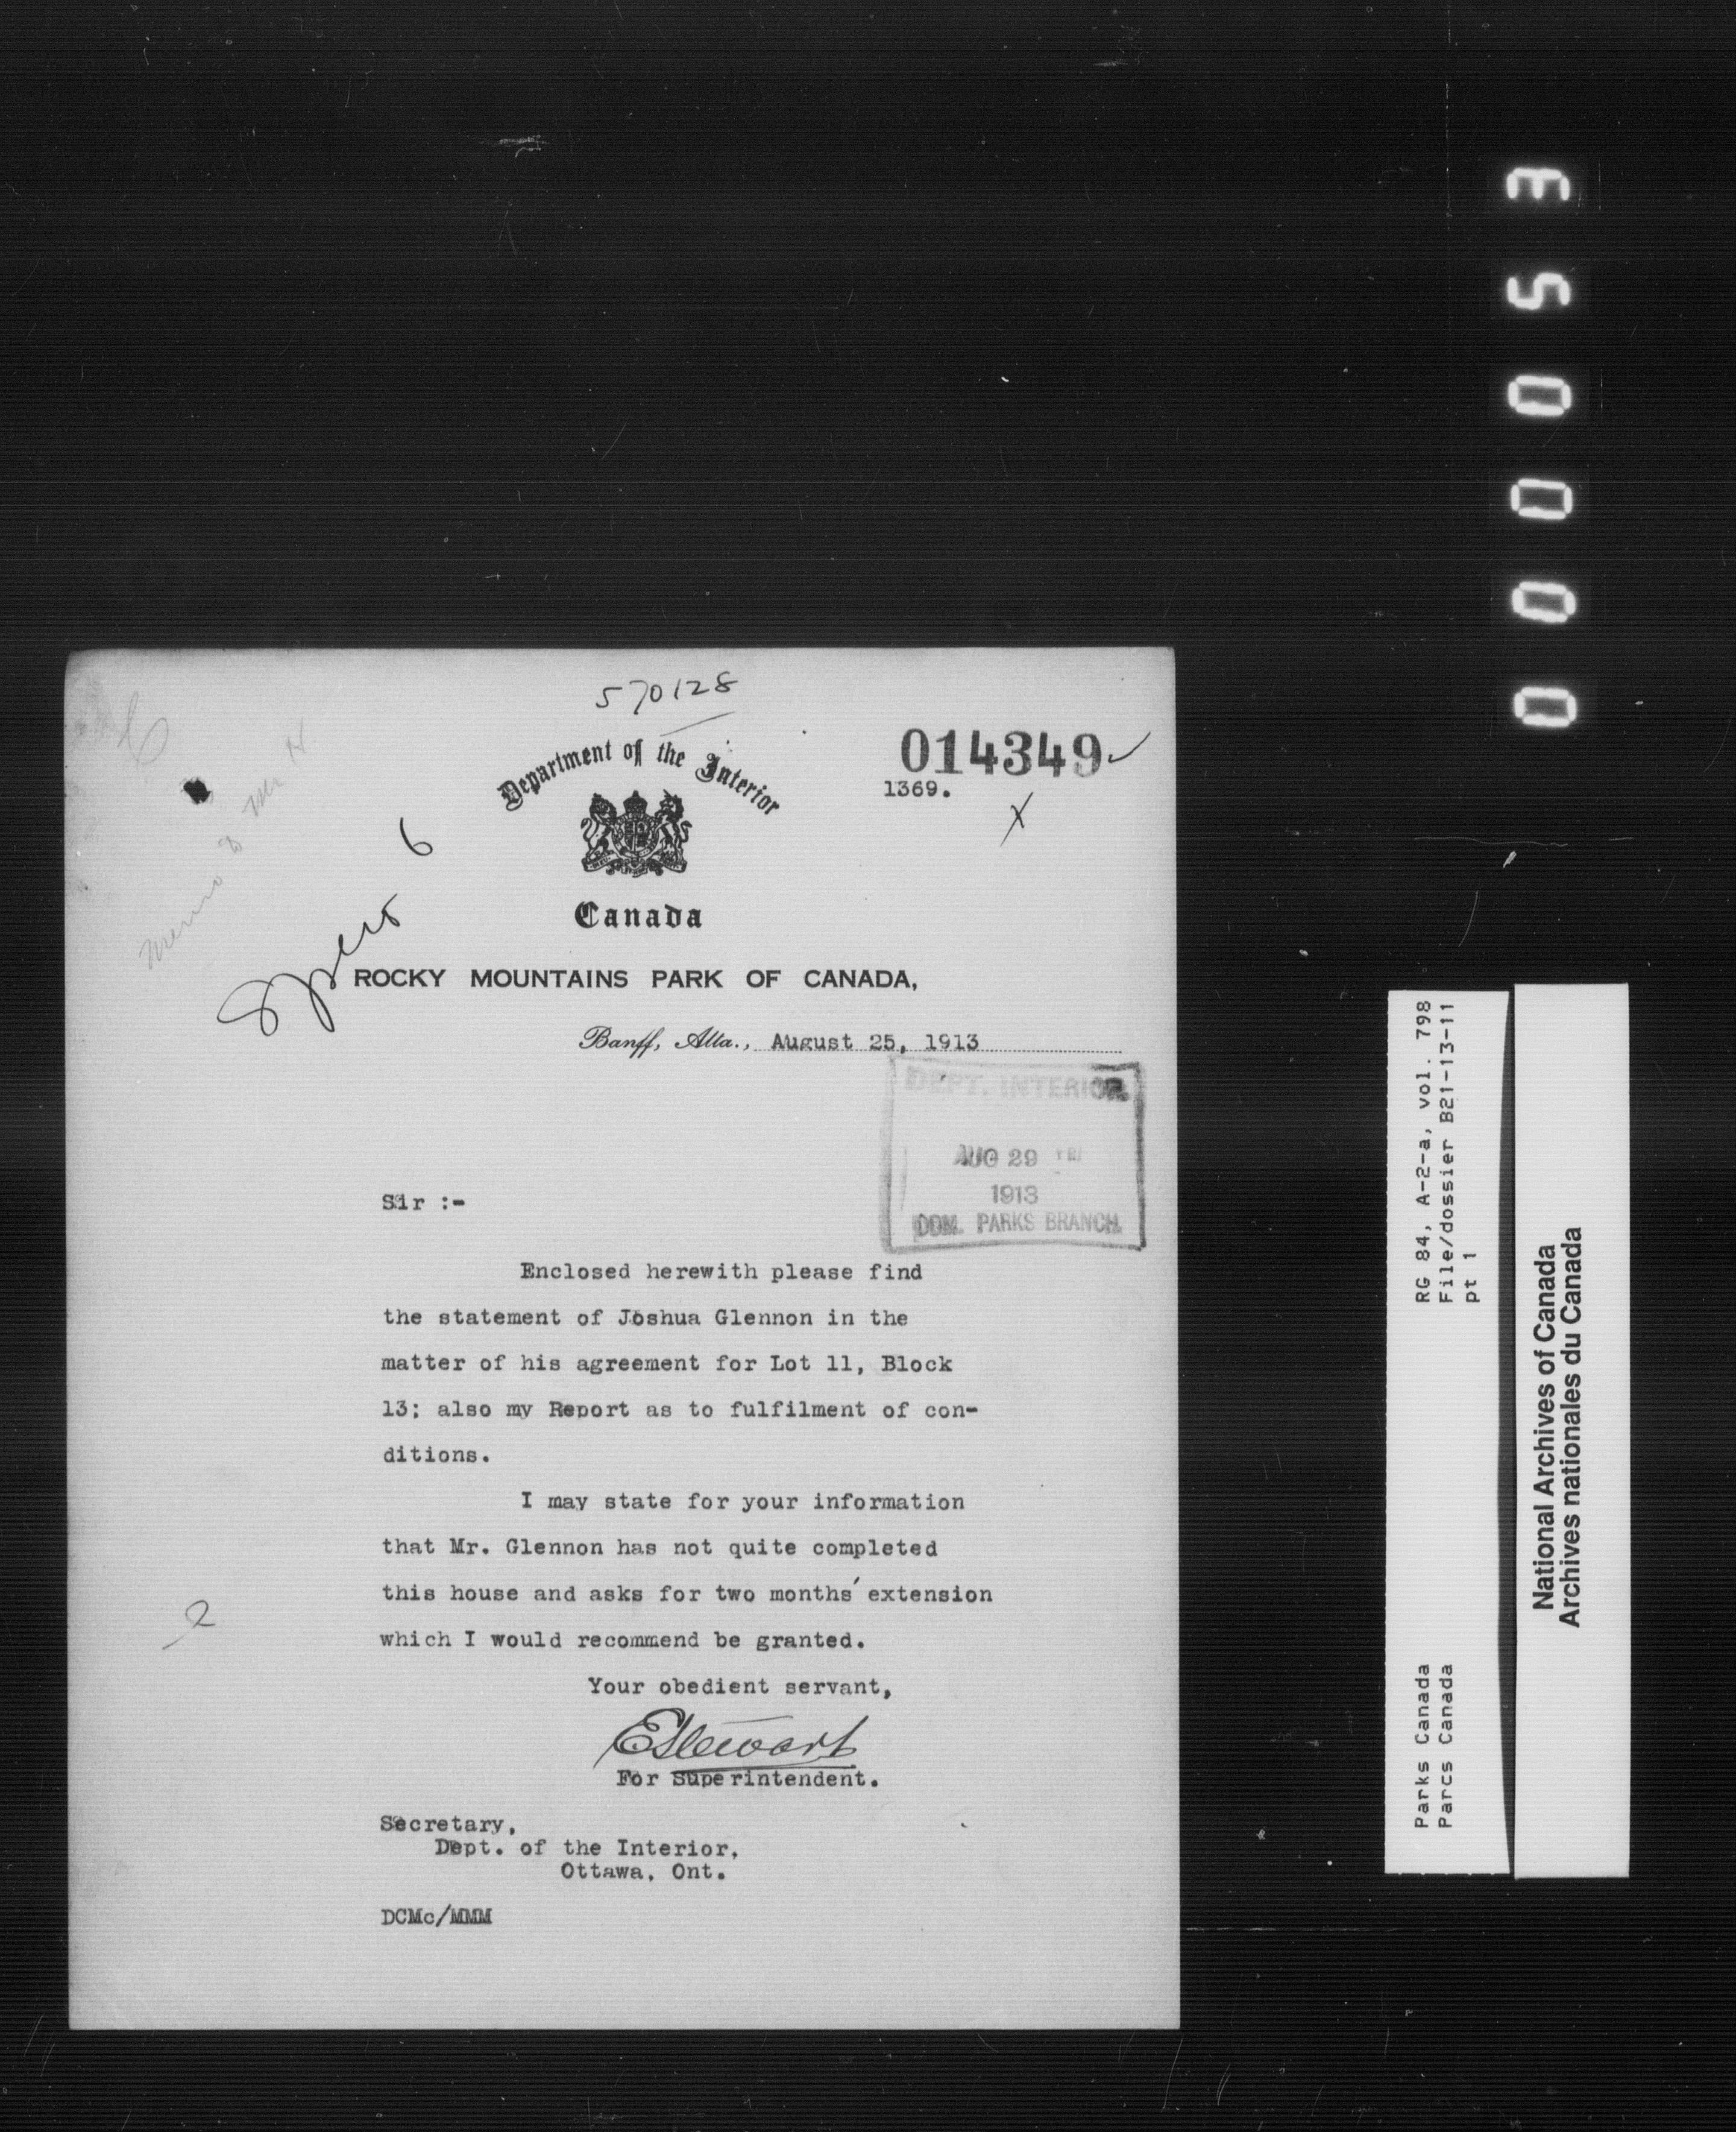 570128
Department of the Interior
014349
1369.
Canada
6
ROCKY MOUNTAINS PARK OF CANADA,
Banff, Alta., August 25, 1913
DEPT. INTERIOR
AUG 29
1913
DOM. PARKS BRANCH.
Sir :-
Enclosed herewith please find
the statement of Joshua Glennon in the
matter of his agreement for Lot 11, Block
13; also my Report as to fulfilment of con-
ditions.
I may state for your information
that Mr. Glennon has not quite completed
this house and asks for two months' extension
which I would recommend be granted.
Your obedient servant,
EStewart
For Superintendent.
Secretary,
Dept. of the Interior,
Ottawa, Ont.
DCMc/MMM
000053
RG 84, A-2-a, vol. 798
File/dossier B21-13-11
pt 1
Parks Canada
Parcs Canada
National Archives of Canada
Archives nationales du Canada